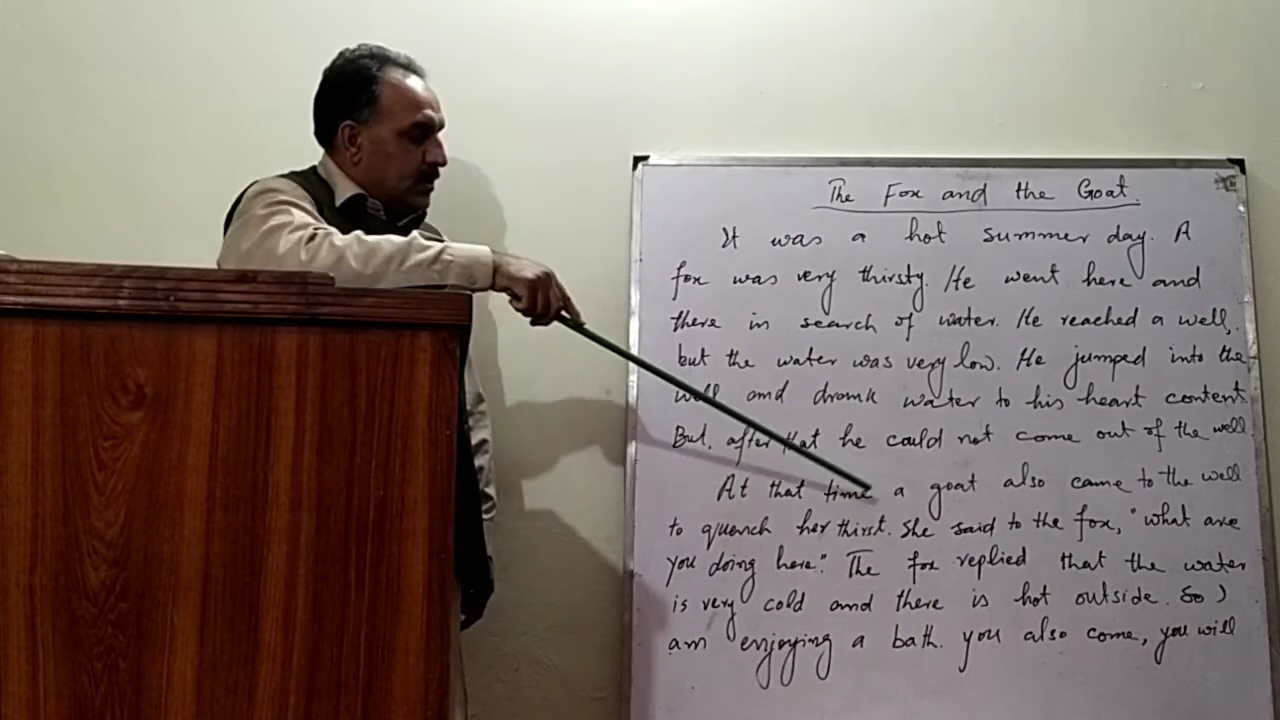 The Fox and the Goat.
It was a hot summer day. A
fox was very thirsty. He went here and
there in search of water. He reached a well,
but the water was very low. He jumped into the
well and drank water to his heart content.
But, after that he could not come out of the well.
At that time a goat also came to the well
to quench her thirst. She said to the fox, "what are
you doing here". The fox replied that the water
is very cold and there is hot outside. So I
am enjoying a bath. you also come, you will